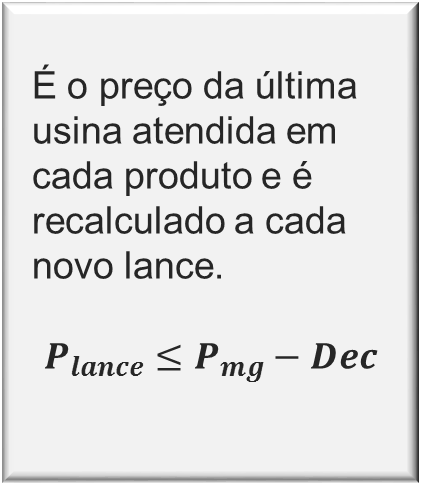 É o preço da última
usina atendida em
cada produto e é
recalculado a cada
novo lance.
P_lance ≤ P_mg − Dec